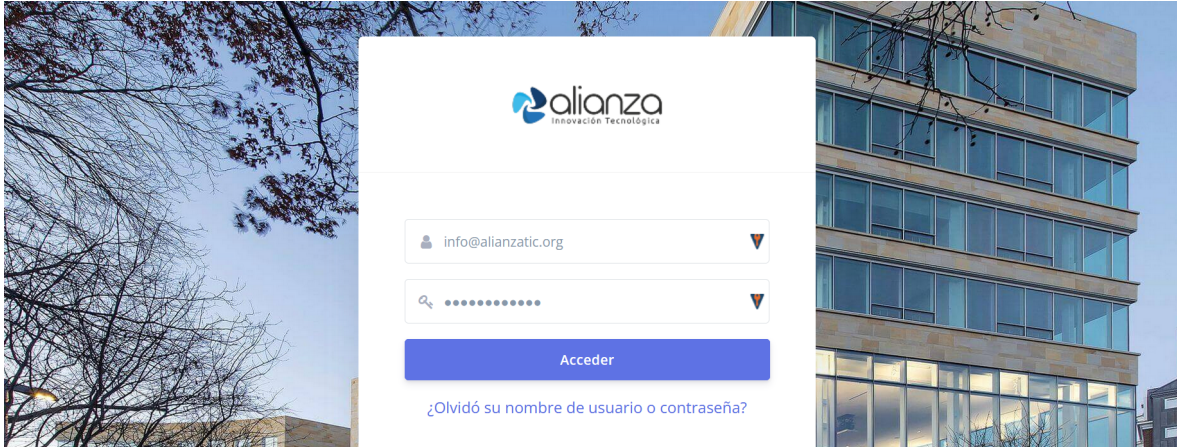 alianza
Innovación Tecnológica
info@alianzatic.org
••••••••••••
Acceder
¿Olvidó su nombre de usuario o contraseña?